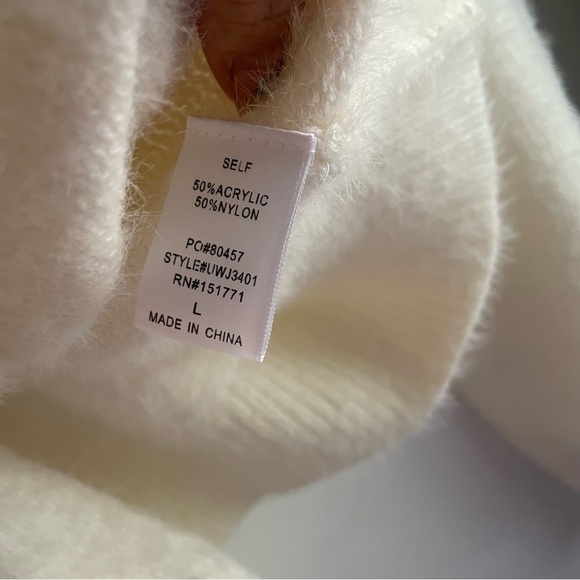 SELF
50%ACRYLIC
50%NYLON
PO#80457
STYLE#UWJ3401
RN#151771
L
MADE IN CHINA